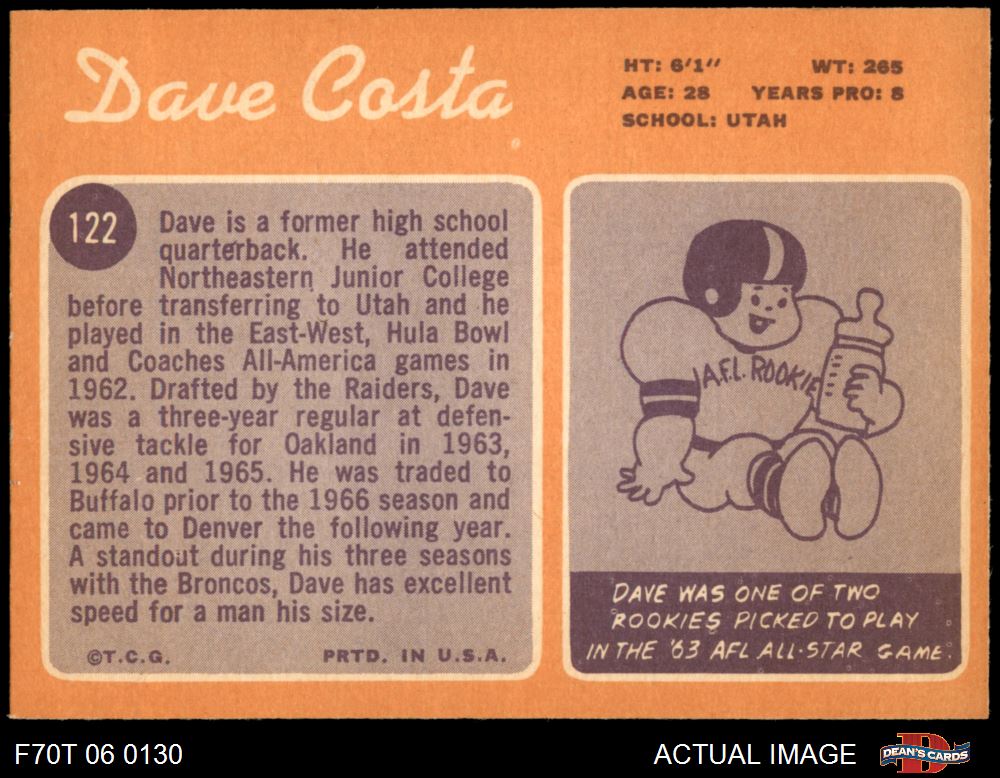 Dave Costa
HT: 6'1" WT: 265
AGE: 28 YEARS PRO: 8
SCHOOL: UTAH
122
Dave is a former high school
quarterback. He attended
Northeastern Junior College
before transferring to Utah and he
played in the East-West, Hula Bowl
and Coaches All-America games in
1962. Drafted by the Raiders, Dave
was a three-year regular at defen-
sive tackle for Oakland in 1963,
1964 and 1965. He was traded to
Buffalo prior to the 1966 season and
came to Denver the following year.
A standout during his three seasons
with the Broncos, Dave has excellent
speed for a man his size.
©T.C.G. PRTD. IN U.S.A.
A.F.L. ROOKIE
DAVE WAS ONE OF TWO
ROOKIES PICKED TO PLAY
IN THE '63 AFL ALL-STAR GAME.
F70T 06 0130
ACTUAL IMAGE
DEAN'S CARDS